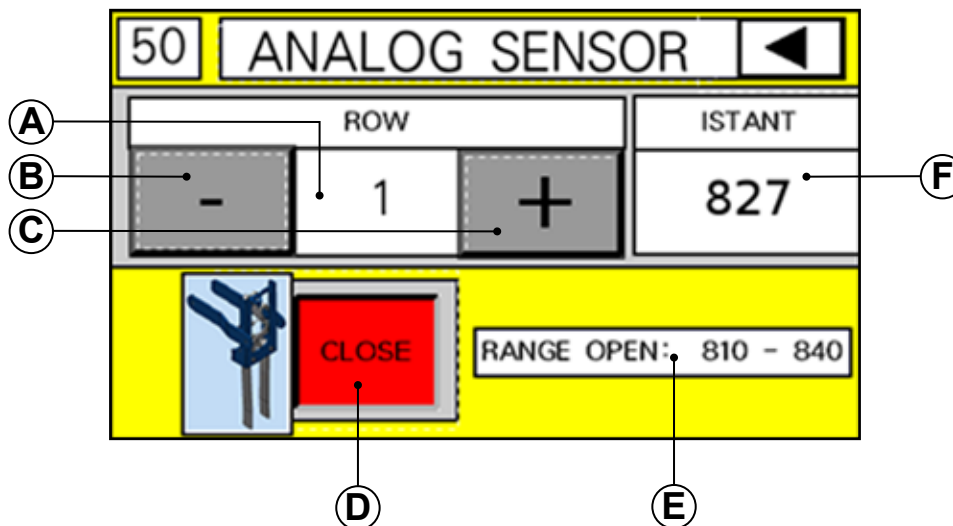 50 ANALOG SENSOR
ROW ISTANT
A
B
C
- 1 + 827
F
CLOSE RANGE OPEN: 810 - 840
D E